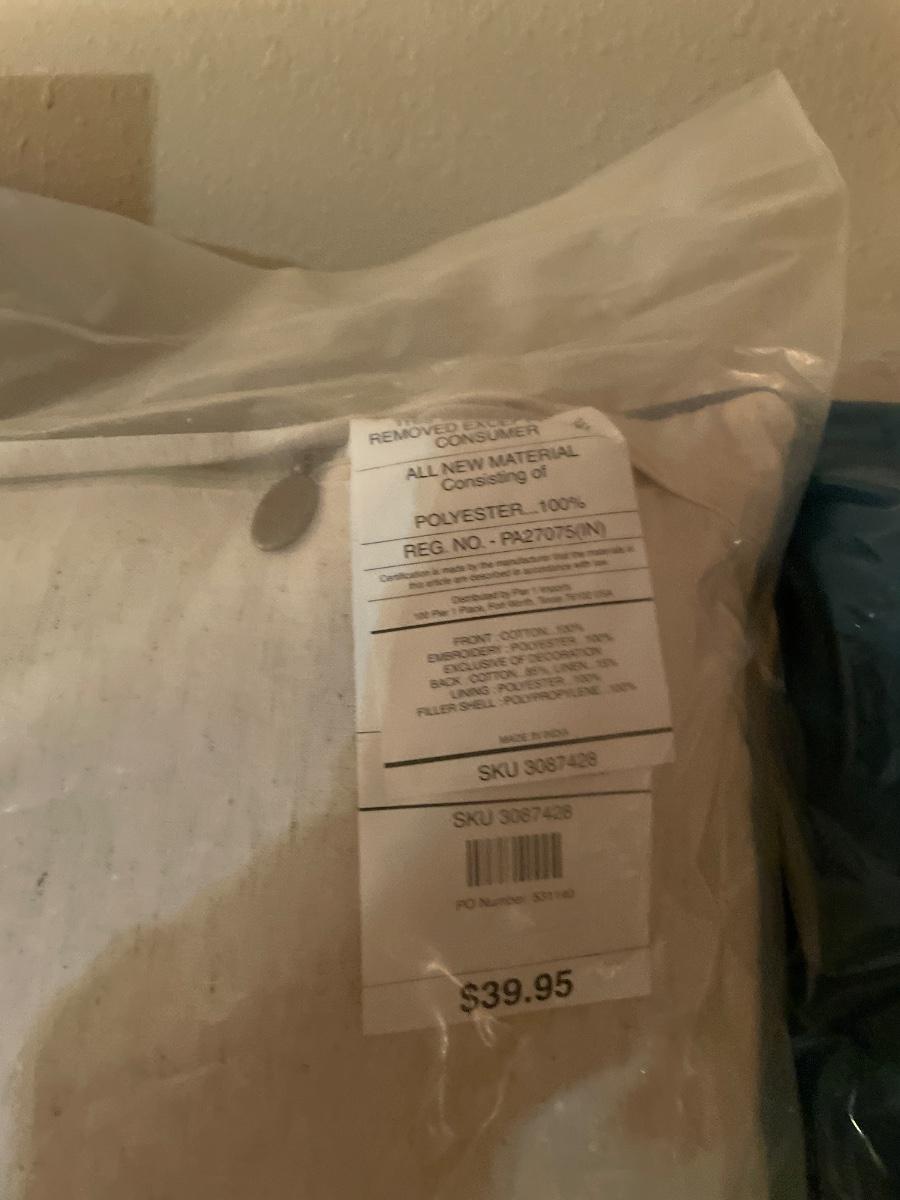 REMOVED EXCE
CONSUMER
ALL NEW MATERIAL
Consisting of
POLYESTER...100%
REG. NO. - PA27075(IN)
Certification is made by the manufacturer that the materials in
this article are described in accordance with law.
Distributed by Pier 1 Imports
100 Pier 1 Place, Fort Worth, Texas 76102 USA
FRONT : COTTON...100%
EMBROIDERY : POLYESTER...100%
EXCLUSIVE OF DECORATION
BACK : COTTON...85%, LINEN...15%
LINING : POLYESTER...100%
FILLER SHELL : POLYPROPYLENE...100%
MADE IN INDIA
SKU 3087428
SKU 3087428
PO Number: 531140
$39.95